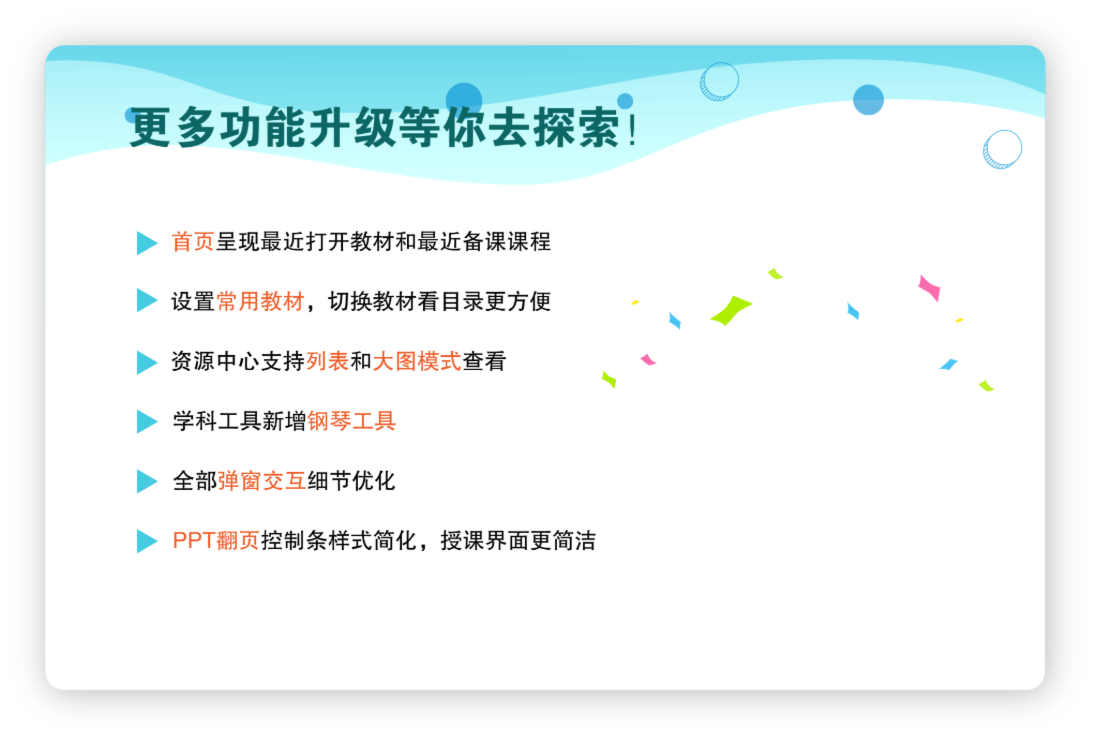 更多功能升级等你去探索！
首页呈现最近打开教材和最近备课课程
设置常用教材，切换教材看目录更方便
资源中心支持列表和大图模式查看
学科工具新增钢琴工具
全部弹窗交互细节优化
PPT翻页控制条样式简化，授课界面更简洁